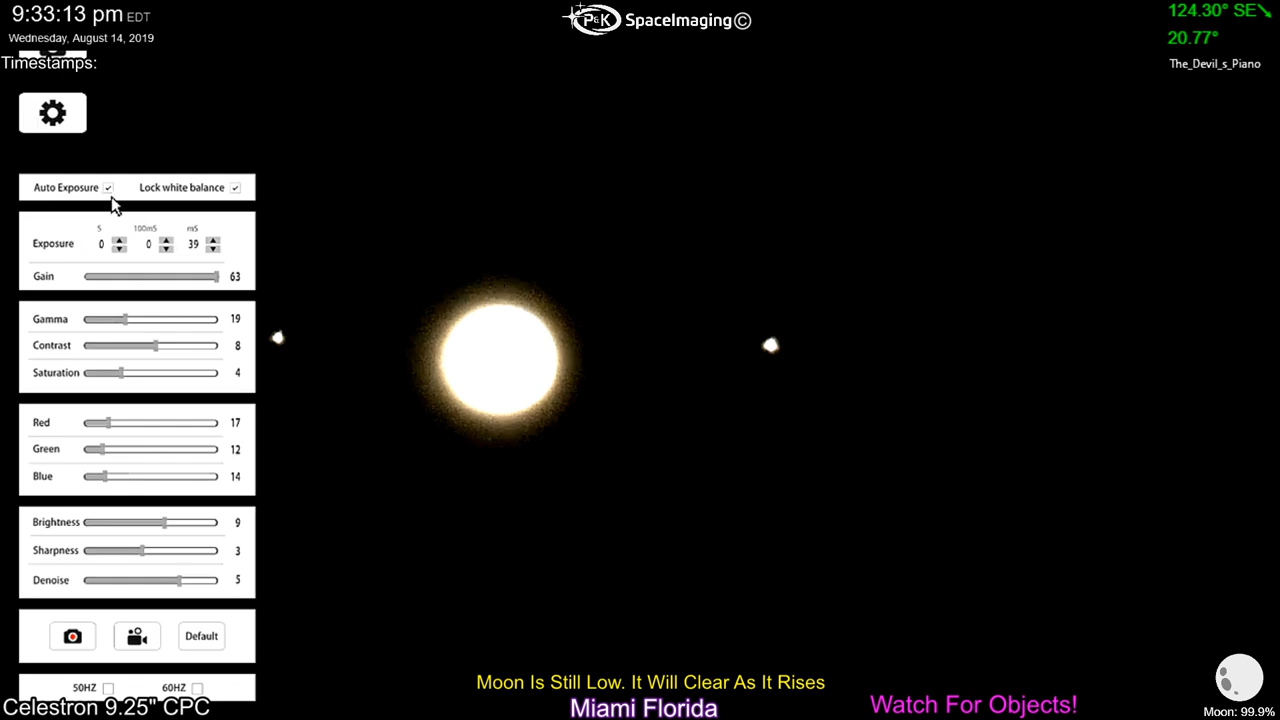 9:33:13 pm EDT
Wednesday, August 14, 2019
Timestamps:
P&K SpaceImaging©
124.30° SE
20.77°
The_Devil_s_Piano
Auto Exposure Lock white balance
S 100mS mS
Exposure 0 0 39
Gain 63
Gamma 19
Contrast 8
Saturation 4
Red 17
Green 12
Blue 14
Brightness 9
Sharpness 3
Denoise 5
Default
50HZ 60HZ
Celestron 9.25" CPC
Moon Is Still Low. It Will Clear As It Rises
Miami Florida
Watch For Objects!
Moon: 99.9%